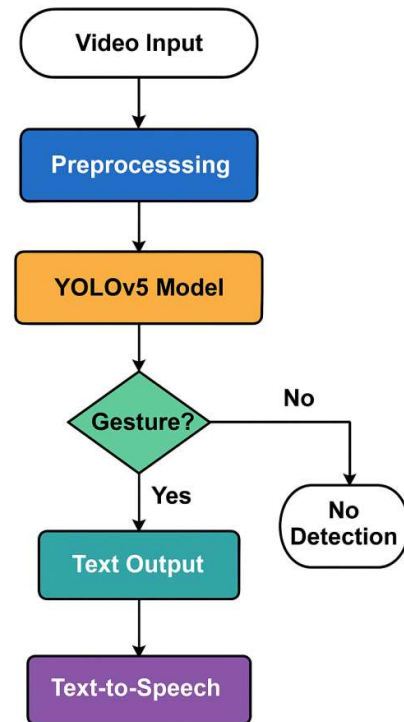 Video Input
Preprocesssing
YOLOv5 Model
Gesture?
No
Yes
No
Detection
Text Output
Text-to-Speech